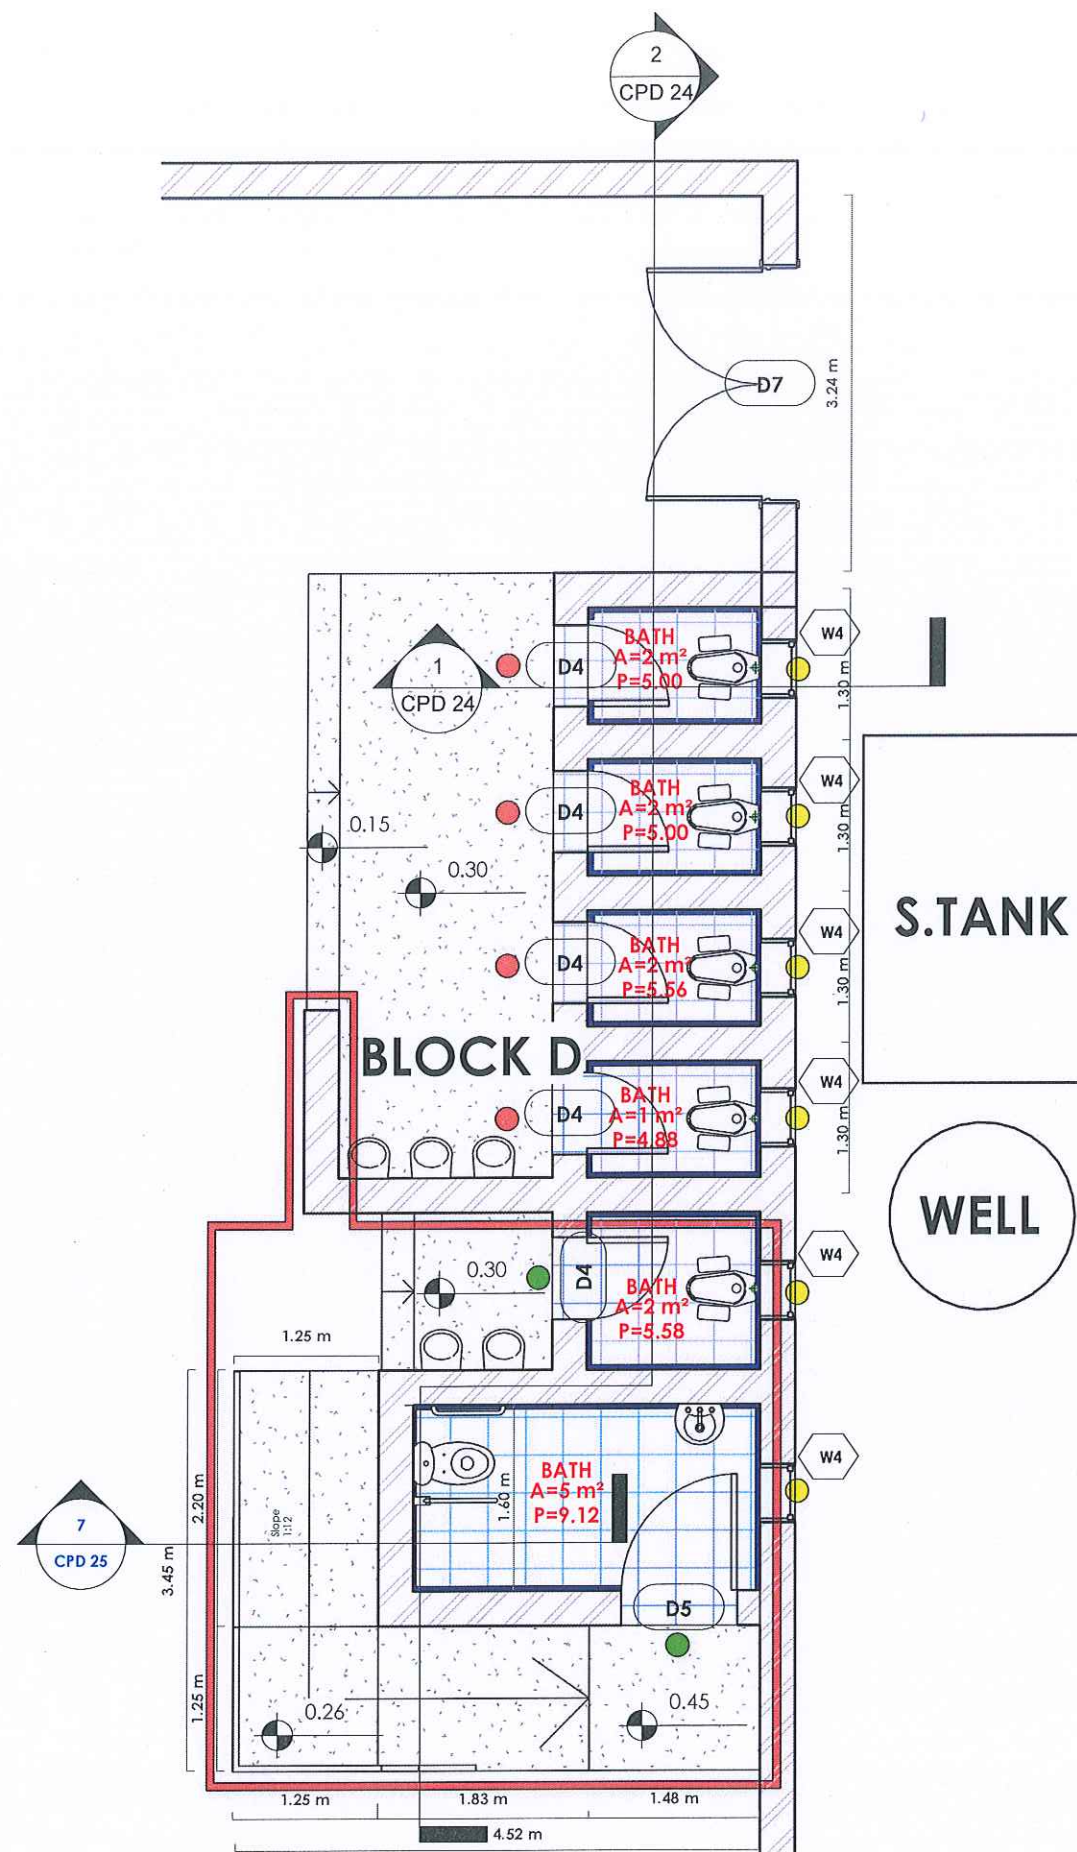 2
CPD 24
D7
3.24 m
W4
BATH
A=2 m²
P=5.00
D4
1
CPD 24
1.30 m
W4
BATH
A=2 m²
P=5.00
D4
1.30 m
0.15
0.30
S.TANK
W4
BATH
A=2 m²
P=5.56
D4
1.30 m
BLOCK D
W4
BATH
A=1 m²
P=4.88
D4
1.30 m
WELL
W4
0.30
D4
BATH
A=2 m²
P=5.58
1.25 m
W4
BATH
A=5 m²
P=9.12
1.60 m
2.20 m
Slope
1:12
7
CPD 25
3.45 m
D5
1.25 m
0.26
0.45
1.25 m
1.83 m
1.48 m
4.52 m